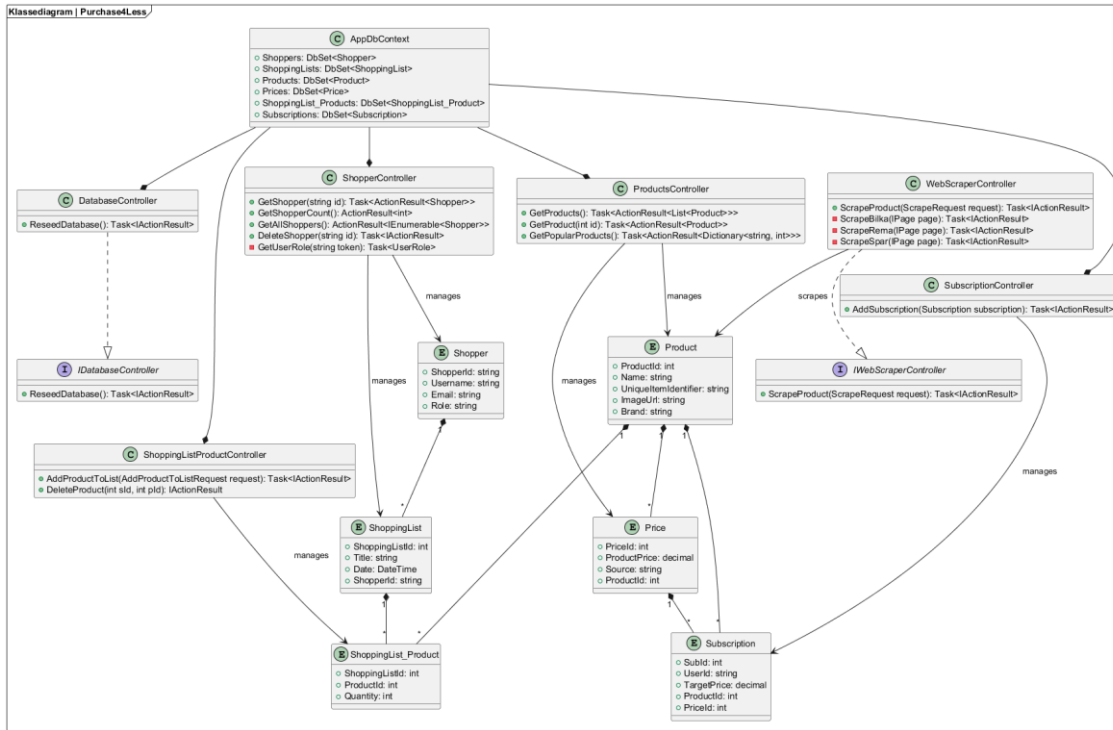 Klassediagram | Purchase4Less
C AppDbContext
Shoppers: DbSet<Shopper>
ShoppingLists: DbSet<ShoppingList>
Products: DbSet<Product>
Prices: DbSet<Price>
ShoppingList_Products: DbSet<ShoppingList_Product>
Subscriptions: DbSet<Subscription>
C DatabaseController
ReseedDatabase(): Task<IActionResult>
C ShopperController
GetShopper(string id): Task<ActionResult<Shopper>>
GetShopperCount(): ActionResult<int>
GetAllShoppers(): ActionResult<IEnumerable<Shopper>>
DeleteShopper(string id): Task<IActionResult>
GetUserRole(string token): Task<UserRole>
C ProductsController
GetProducts(): Task<ActionResult<List<Product>>>
GetProduct(int id): Task<ActionResult<Product>>
GetPopularProducts(): Task<ActionResult<Dictionary<string, int>>>
C WebScraperController
ScrapeProduct(ScrapeRequest request): Task<IActionResult>
ScrapeBilka(IPage page): Task<IActionResult>
ScrapeRema(IPage page): Task<IActionResult>
ScrapeSpar(IPage page): Task<IActionResult>
C SubscriptionController
AddSubscription(Subscription subscription): Task<IActionResult>
manages
manages
scrapes
I IDatabaseController
ReseedDatabase(): Task<IActionResult>
E Shopper
ShopperId: string
Username: string
Email: string
Role: string
E Product
ProductId: int
Name: string
UniqueItemIdentifier: string
ImageUrl: string
Brand: string
I IWebScraperController
ScrapeProduct(ScrapeRequest request): Task<IActionResult>
manages
manages
1
1
1
1
C ShoppingListProductController
AddProductToList(AddProductToListRequest request): Task<IActionResult>
DeleteProduct(int sId, int pId): IActionResult
manages
*
*
E ShoppingList
ShoppingListId: int
Title: string
Date: DateTime
ShopperId: string
E Price
PriceId: int
ProductPrice: decimal
Source: string
ProductId: int
manages
1
1
*
*
*
*
E ShoppingList_Product
ShoppingListId: int
ProductId: int
Quantity: int
E Subscription
SubId: int
UserId: string
TargetPrice: decimal
ProductId: int
PriceId: int